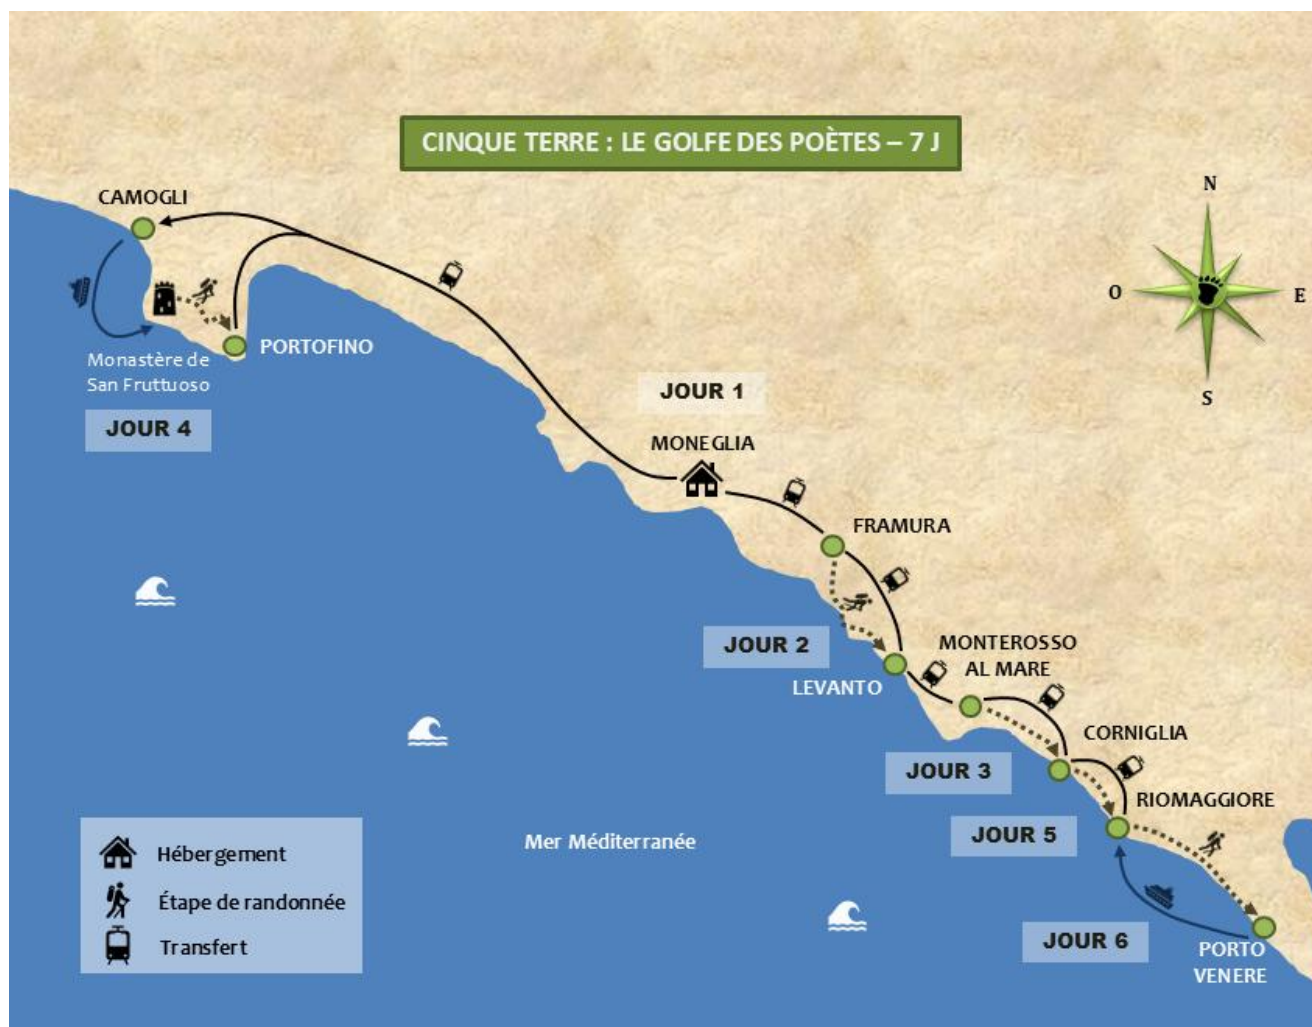 CINQUE TERRE : LE GOLFE DES POÈTES – 7 J
N
O
E
S
CAMOGLI
PORTOFINO
Monastère de
San Fruttuoso
JOUR 4
JOUR 1
MONEGLIA
FRAMURA
JOUR 2
LEVANTO
MONTEROSSO
AL MARE
CORNIGLIA
JOUR 3
RIOMAGGIORE
JOUR 5
Mer Méditerranée
JOUR 6
PORTO
VENERE
Hébergement
Étape de randonnée
Transfert